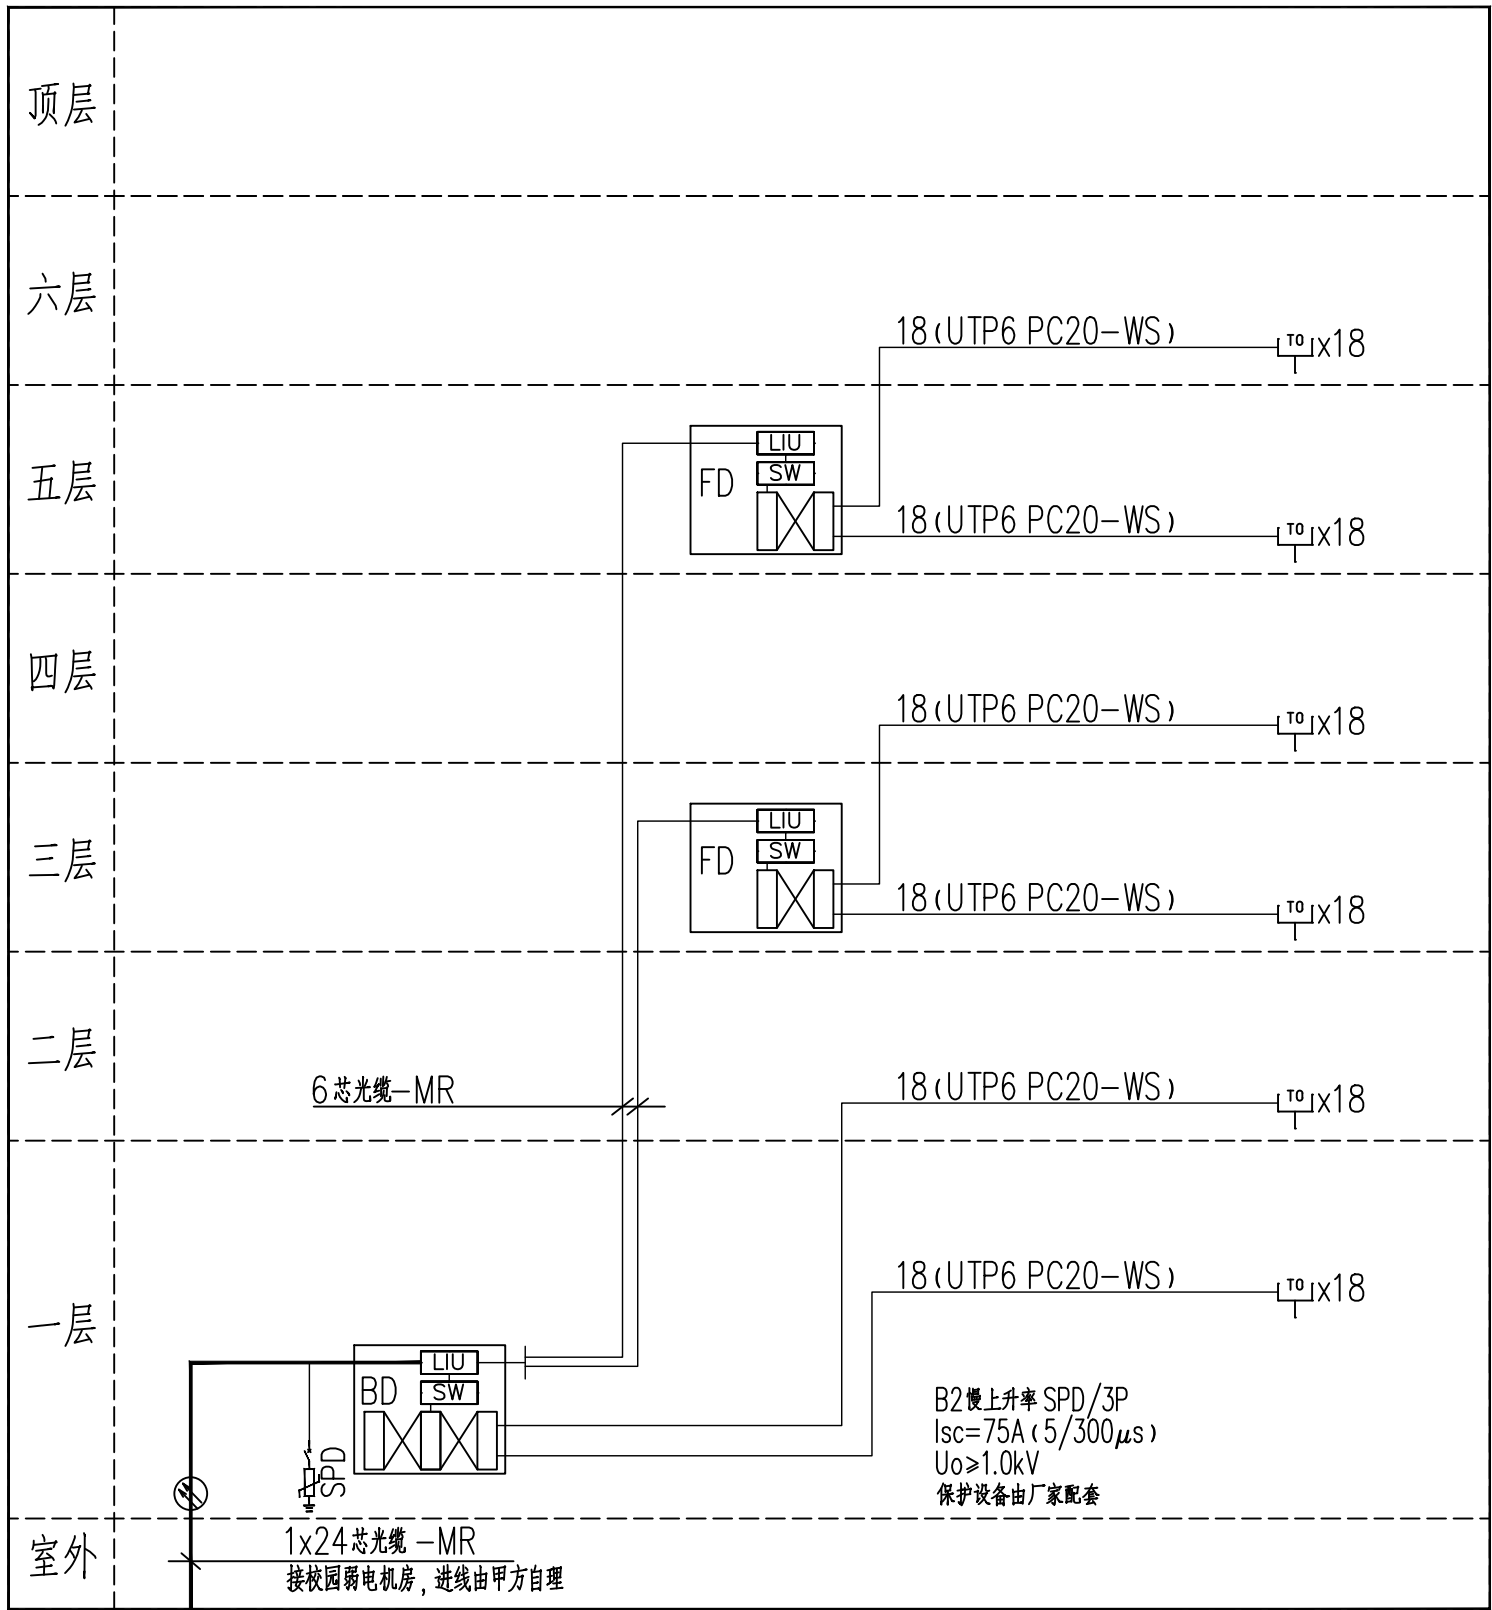 顶层
六层
18(UTP6 PC20-WS)
TO x18
五层
LIU
SW
FD
18(UTP6 PC20-WS)
TO x18
四层
18(UTP6 PC20-WS)
TO x18
三层
LIU
SW
FD
18(UTP6 PC20-WS)
TO x18
二层
6芯光缆-MR
18(UTP6 PC20-WS)
TO x18
一层
18(UTP6 PC20-WS)
TO x18
LIU
SW
BD
SPD
B2慢上升率SPD/3P
Isc=75A(5/300μs)
Uo≥1.0kV
保护设备由厂家配套
室外
1x24芯光缆-MR
接校园弱电机房,进线由甲方自理